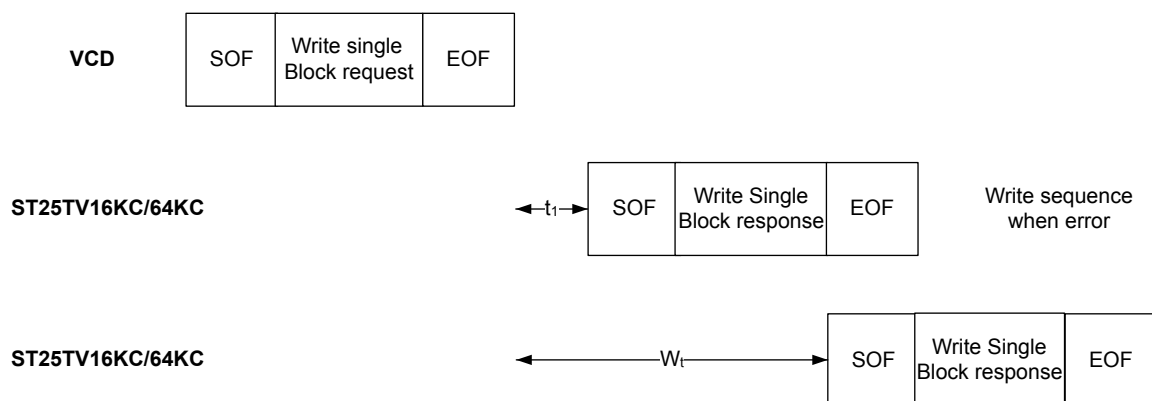 VCD
SOF
Write single
Block request
EOF
ST25TV16KC/64KC
t1
SOF
Write Single
Block response
EOF
Write sequence
when error
ST25TV16KC/64KC
Wt
SOF
Write Single
Block response
EOF